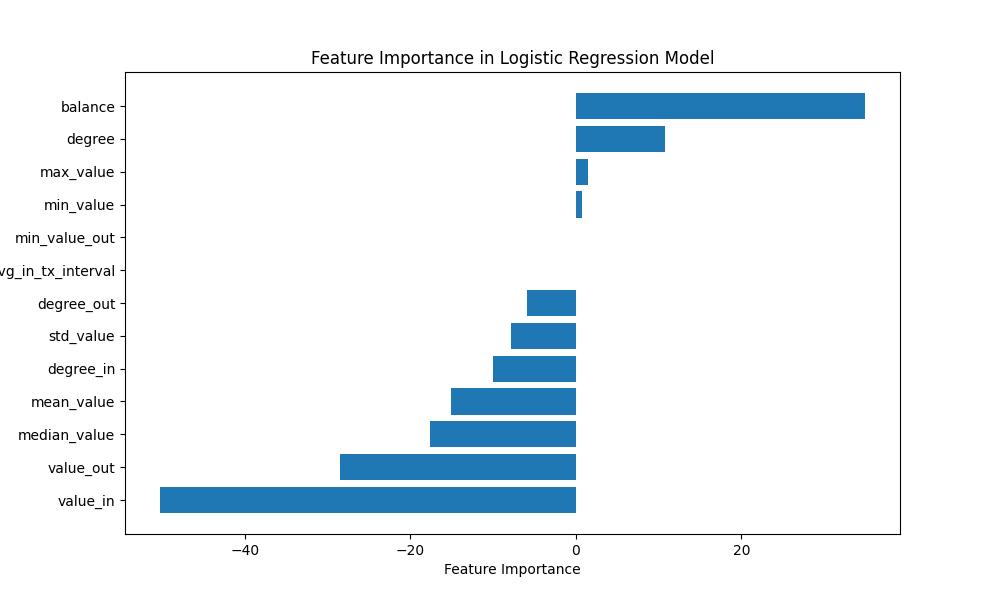 Feature Importance in Logistic Regression Model
balance
degree
max_value
min_value
min_value_out
vg_in_tx_interval
degree_out
std_value
degree_in
mean_value
median_value
value_out
value_in
−40 −20 0 20
Feature Importance